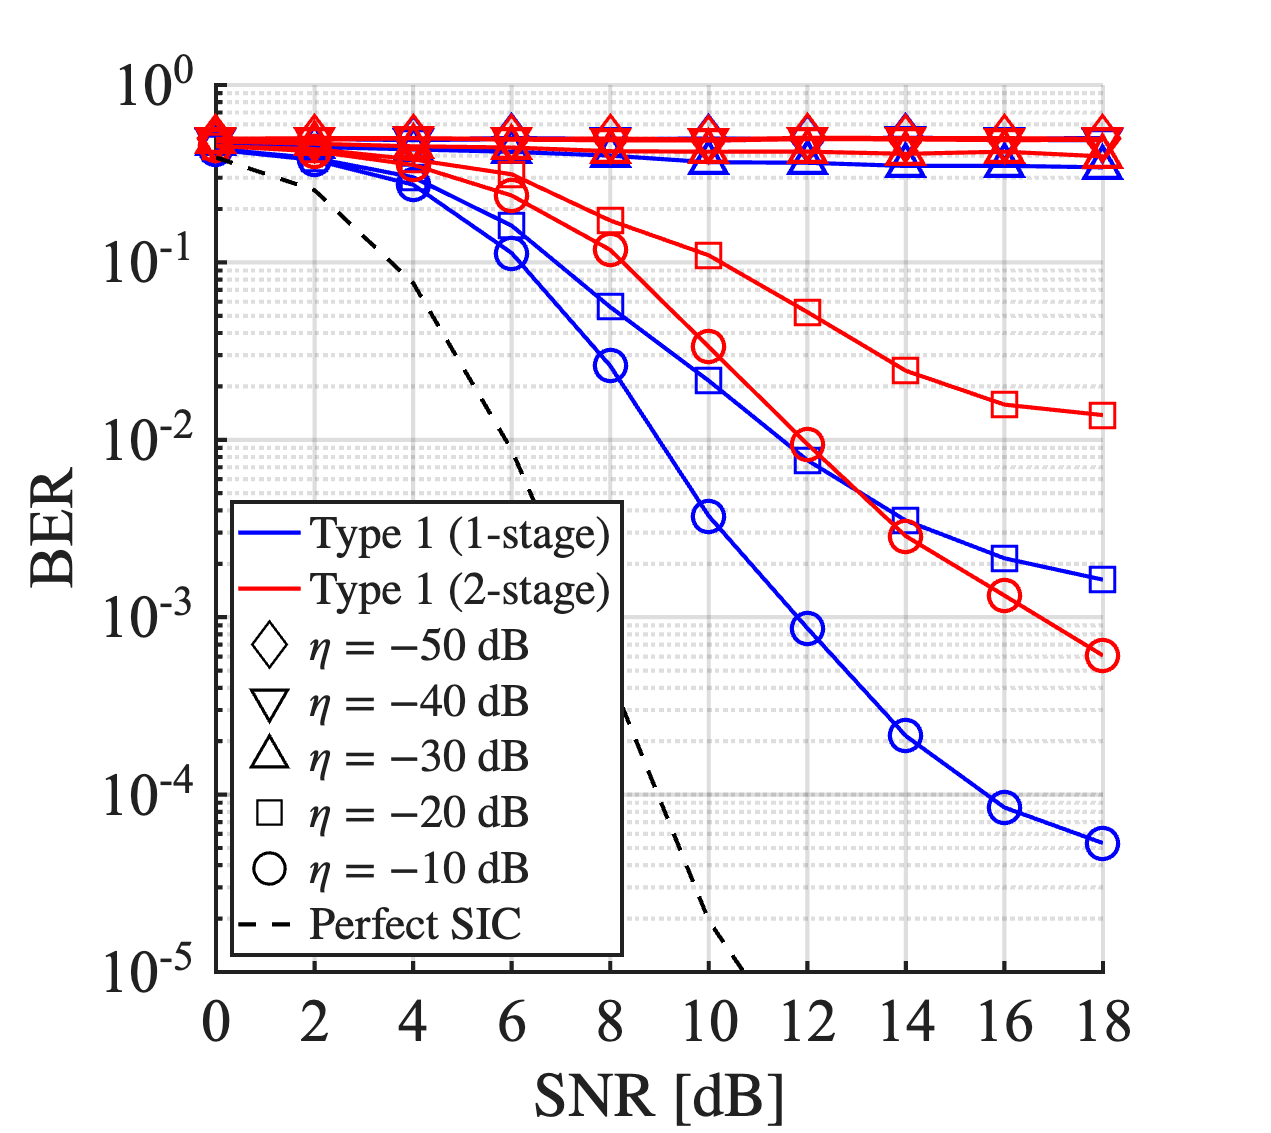 10^0
10^-1
10^-2
10^-3
10^-4
10^-5
BER
Type 1 (1-stage)
Type 1 (2-stage)
η = −50 dB
η = −40 dB
η = −30 dB
η = −20 dB
η = −10 dB
Perfect SIC
0 2 4 6 8 10 12 14 16 18
SNR [dB]